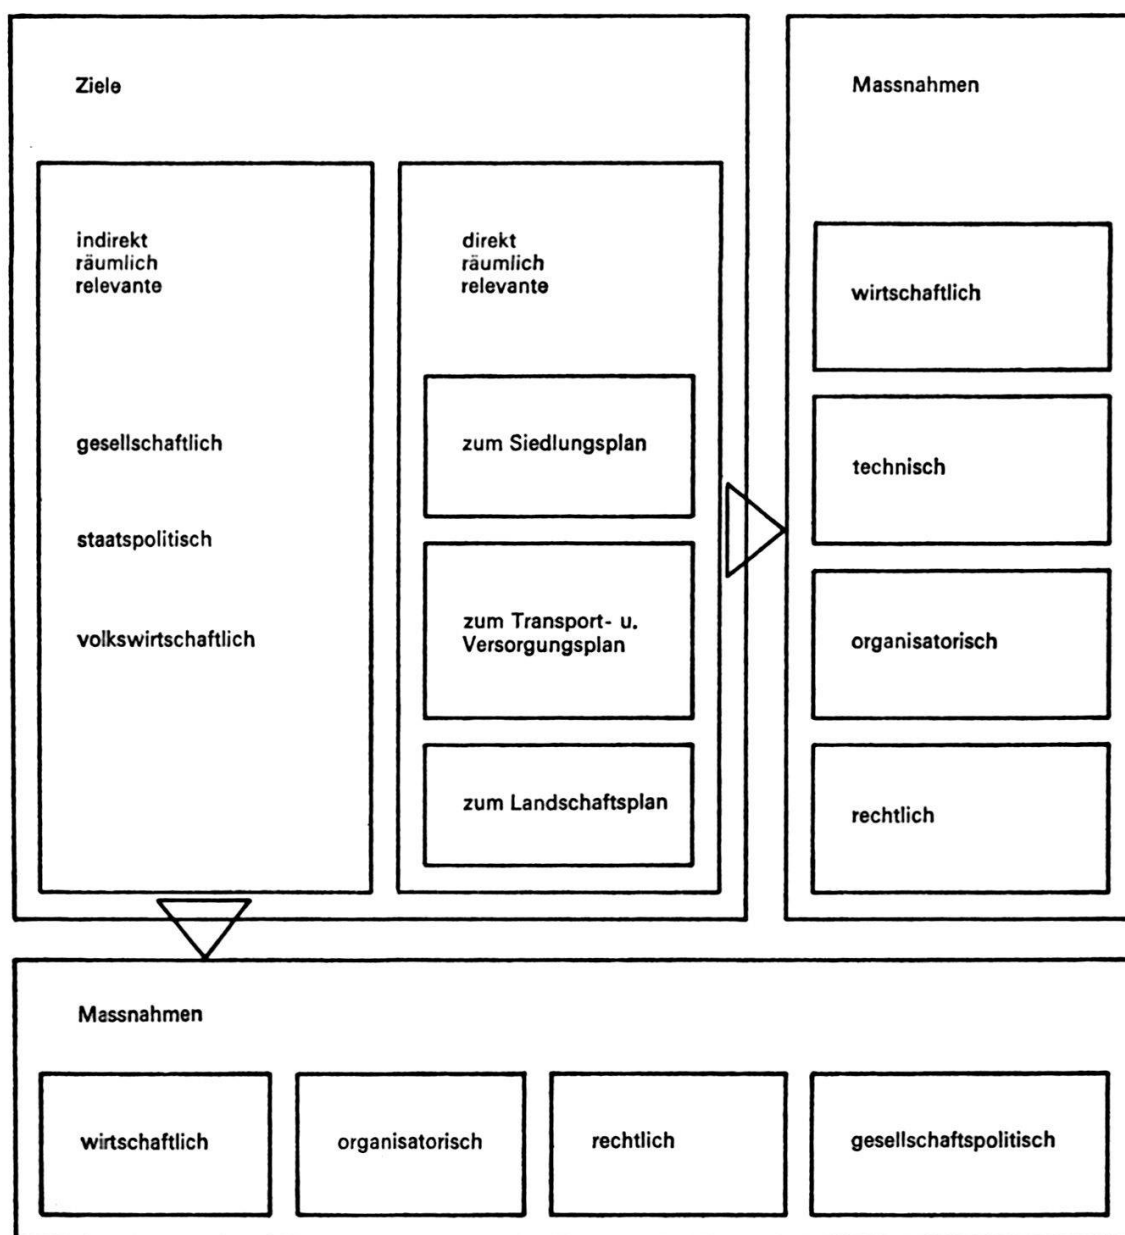 Ziele
indirekt
räumlich
relevante
gesellschaftlich
staatspolitisch
volkswirtschaftlich
direkt
räumlich
relevante
zum Siedlungsplan
zum Transport- u.
Versorgungsplan
zum Landschaftsplan
Massnahmen
wirtschaftlich
technisch
organisatorisch
rechtlich
Massnahmen
wirtschaftlich
organisatorisch
rechtlich
gesellschaftspolitisch